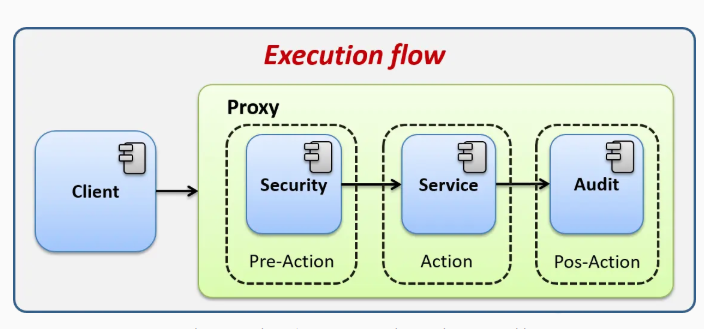 Execution flow
Proxy
Client
Security
Service
Audit
Pre-Action
Action
Pos-Action